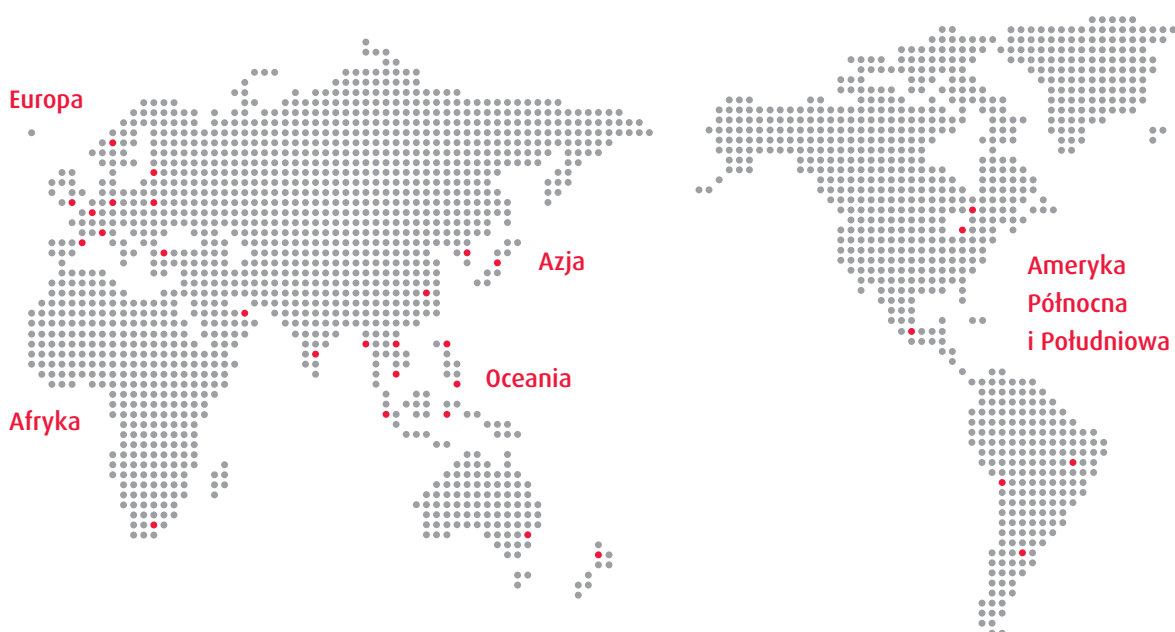 Europa
Azja
Ameryka
Północna
i Południowa
Oceania
Afryka